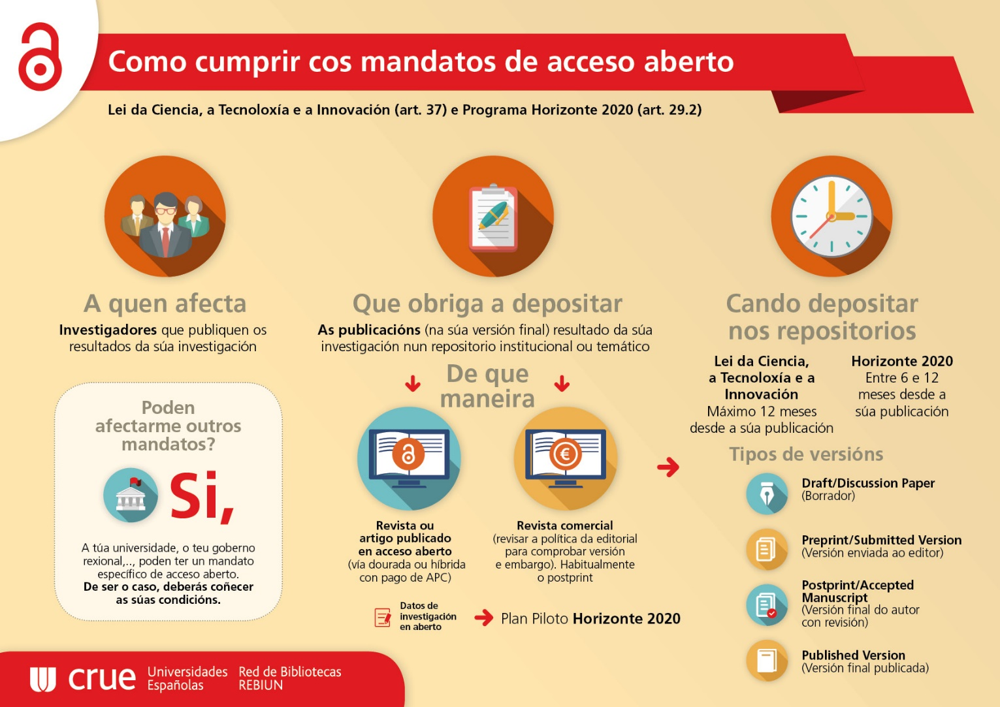 Como cumprir cos mandatos de acceso aberto
Lei da Ciencia, a Tecnoloxía e a Innovación (art. 37) e Programa Horizonte 2020 (art. 29.2)
A quen afecta
Investigadores que publiquen os
resultados da súa investigación
Poden
afectarme outros
mandatos?
Si,
A túa universidade, o teu goberno
rexional,.., poden ter un mandato
específico de acceso aberto.
De ser o caso, deberás coñecer
as súas condicións.
Que obriga a depositar
As publicacións (na súa versión final) resultado da súa
investigación nun repositorio institucional ou temático
De que
maneira
€
Revista ou
artigo publicado
en acceso aberto
(vía dourada ou híbrida
con pago de APC)
Revista comercial
(revisar a política da editorial
para comprobar versión
e embargo). Habitualmente
o postprint
Datos de
investigación
en aberto
Plan Piloto Horizonte 2020
Cando depositar
nos repositorios
Lei da Ciencia,
a Tecnoloxía e a
Innovación
Máximo 12 meses
desde a súa publicación
Horizonte 2020
Entre 6 e 12
meses desde a
súa publicación
Tipos de versións
Draft/Discussion Paper
(Borrador)
Preprint/Submitted Version
(Versión enviada ao editor)
Postprint/Accepted
Manuscript
(Versión final do autor
con revisión)
Published Version
(Versión final publicada)
crue
Universidades
Españolas
Red de Bibliotecas
REBIUN